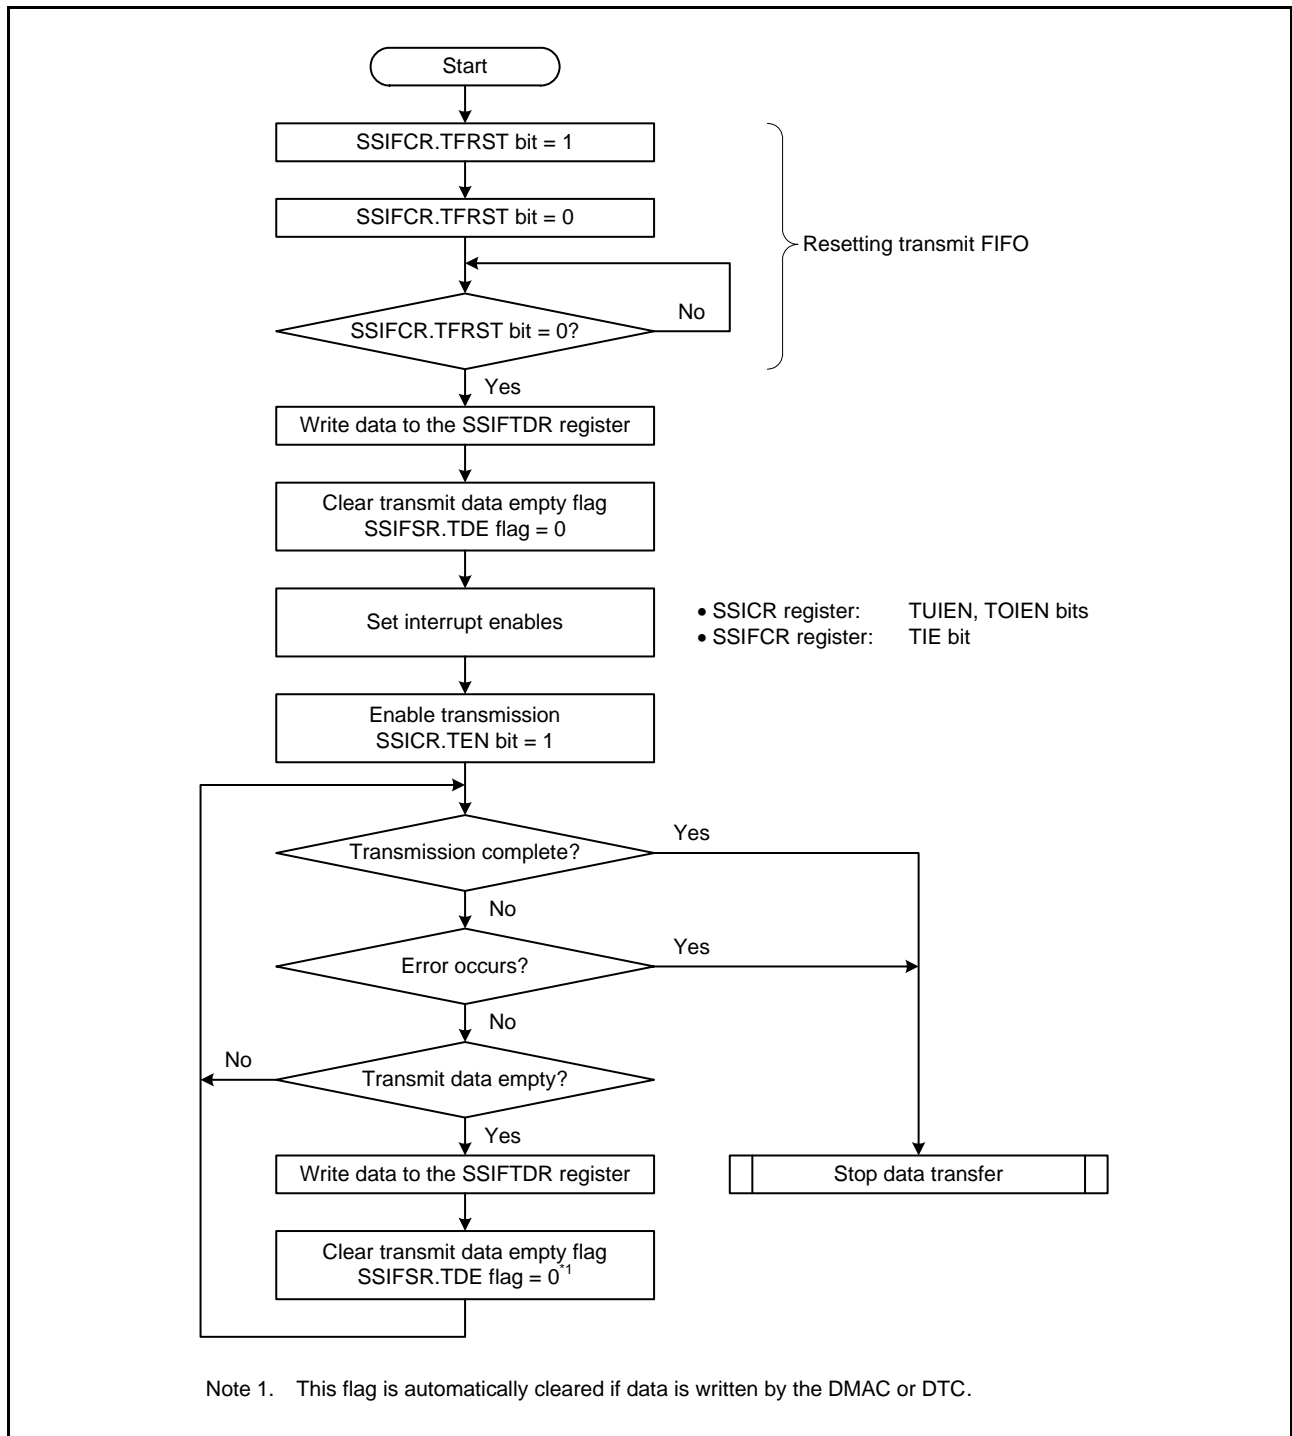 Start
SSIFCR.TFRST bit = 1
SSIFCR.TFRST bit = 0
Resetting transmit FIFO
No
SSIFCR.TFRST bit = 0?
Yes
Write data to the SSIFTDR register
Clear transmit data empty flag
SSIFSR.TDE flag = 0
Set interrupt enables
• SSICR register: TUIEN, TOIEN bits
• SSIFCR register: TIE bit
Enable transmission
SSICR.TEN bit = 1
Yes
Transmission complete?
No
Yes
Error occurs?
No
No
Transmit data empty?
Yes
Write data to the SSIFTDR register
Stop data transfer
Clear transmit data empty flag
SSIFSR.TDE flag = 0*1
Note 1. This flag is automatically cleared if data is written by the DMAC or DTC.